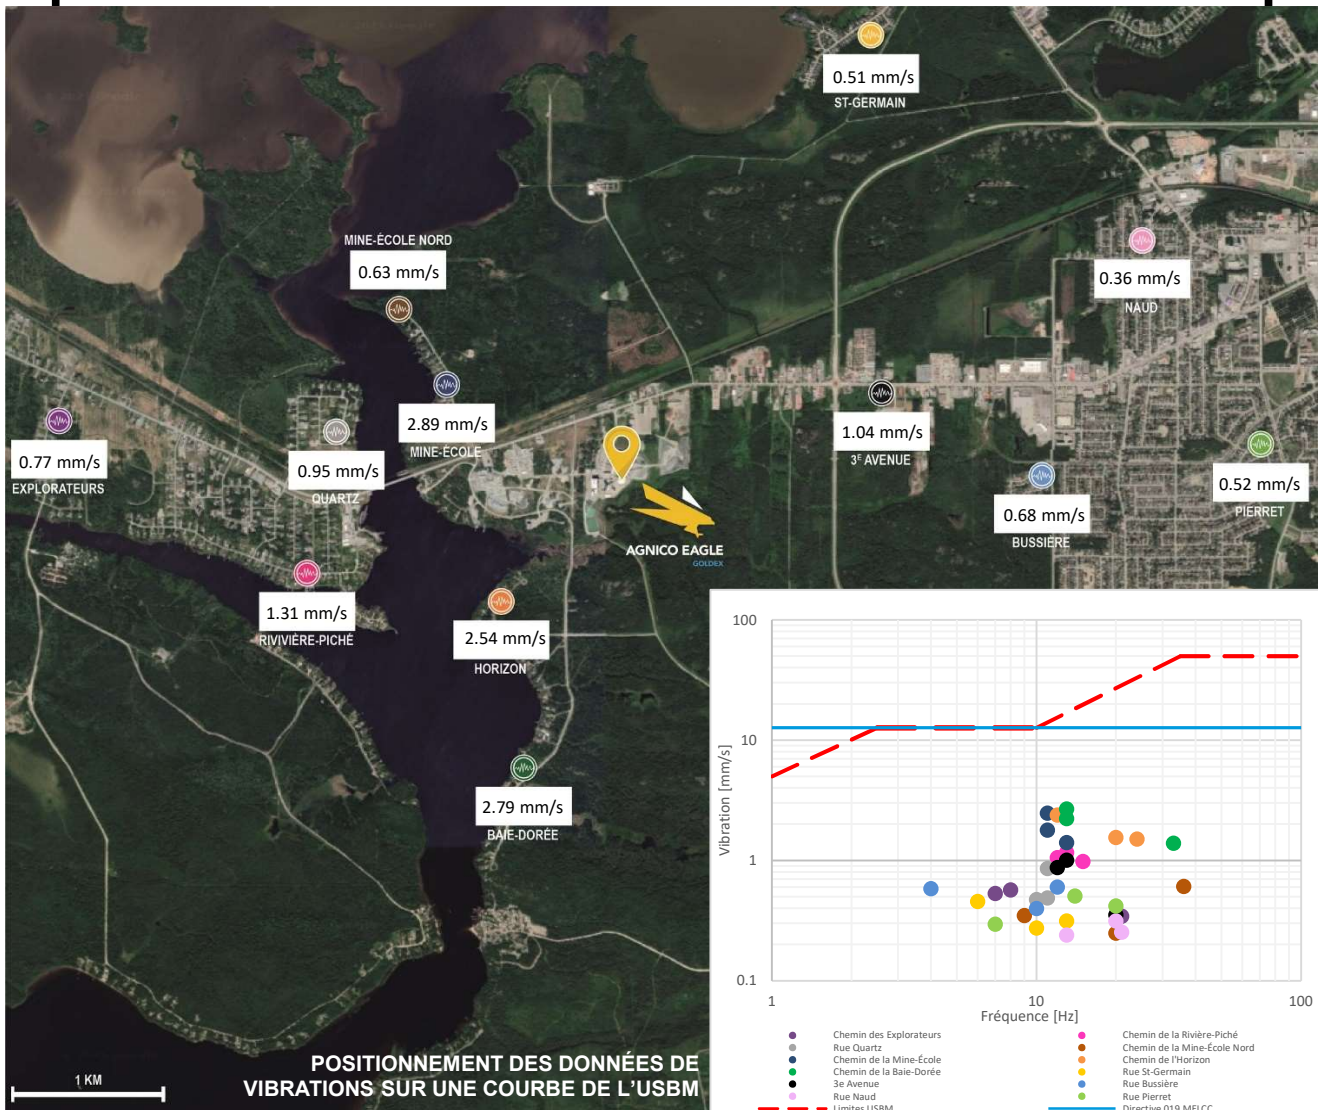 0.51 mm/s
ST-GERMAIN
MINE-ÉCOLE NORD
0.63 mm/s
0.36 mm/s
NAUD
2.89 mm/s
MINE-ÉCOLE
0.77 mm/s
EXPLORATEURS
0.95 mm/s
QUARTZ
1.04 mm/s
3E AVENUE
0.52 mm/s
PIERRET
0.68 mm/s
BUSSIÈRE
AGNICO EAGLE
GOLDEX
1.31 mm/s
RIVIVIÈRE-PICHÉ
2.54 mm/s
HORIZON
2.79 mm/s
BAIE-DORÉE
POSITIONNEMENT DES DONNÉES DE
VIBRATIONS SUR UNE COURBE DE L'USBM
1 KM
100
10
1
0.1
Vibration [mm/s]
1
10
100
Fréquence [Hz]
Chemin des Explorateurs
Chemin de la Rivière-Piché
Rue Quartz
Chemin de la Mine-École Nord
Chemin de la Mine-École
Chemin de l'Horizon
Chemin de la Baie-Dorée
Rue St-Germain
3e Avenue
Rue Bussière
Rue Naud
Rue Pierret
Limites USBM
Directive 019 MELCC